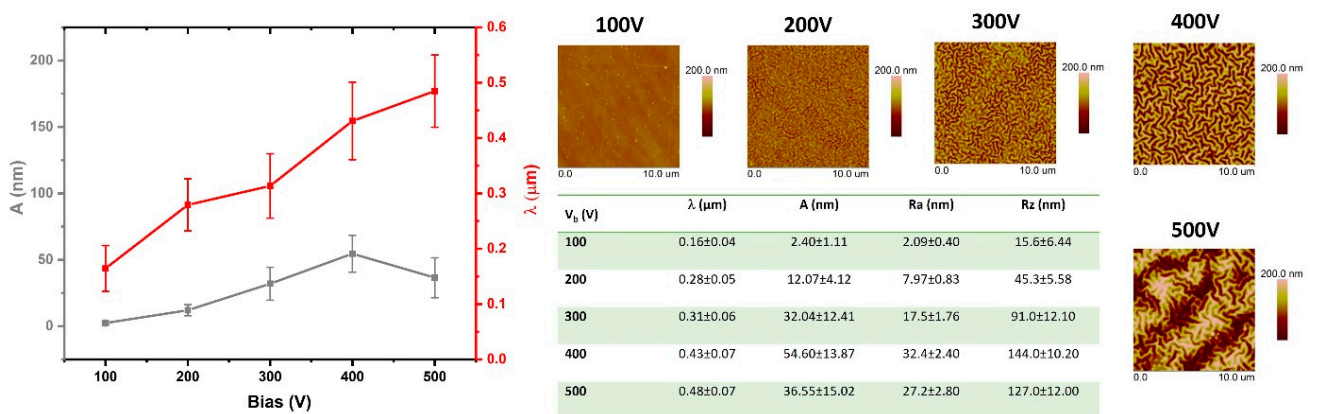 200
150
100
50
0
A (nm)
0.6
0.5
0.4
0.3
0.2
0.1
0.0
λ (μm)
100 200 300 400 500
Bias (V)
100V
200.0 nm
0.0 10.0 um
200V
200.0 nm
0.0 10.0 um
300V
200.0 nm
0.0 10.0 um
400V
200.0 nm
0.0 10.0 um
V_b (V) λ (μm) A (nm) Ra (nm) Rz (nm)
100 0.16±0.04 2.40±1.11 2.09±0.40 15.6±6.44
200 0.28±0.05 12.07±4.12 7.97±0.83 45.3±5.58
300 0.31±0.06 32.04±12.41 17.5±1.76 91.0±12.10
400 0.43±0.07 54.60±13.87 32.4±2.40 144.0±10.20
500 0.48±0.07 36.55±15.02 27.2±2.80 127.0±12.00
500V
200.0 nm
0.0 10.0 um